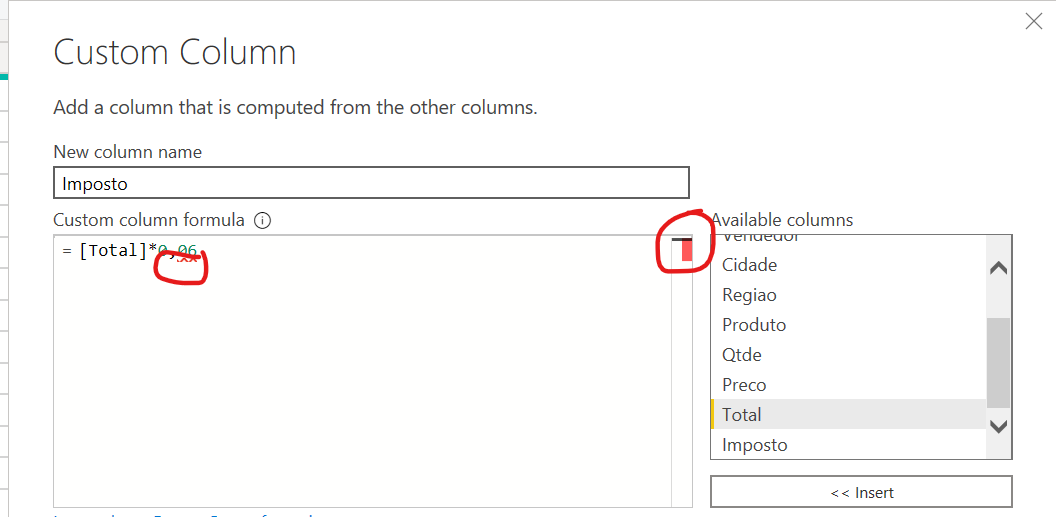 Custom Column
Add a column that is computed from the other columns.
New column name
Imposto
Custom column formula
Available columns
= [Total]*0,06
Vendedor
Cidade
Regiao
Produto
Qtde
Preco
Total
Imposto
<< Insert